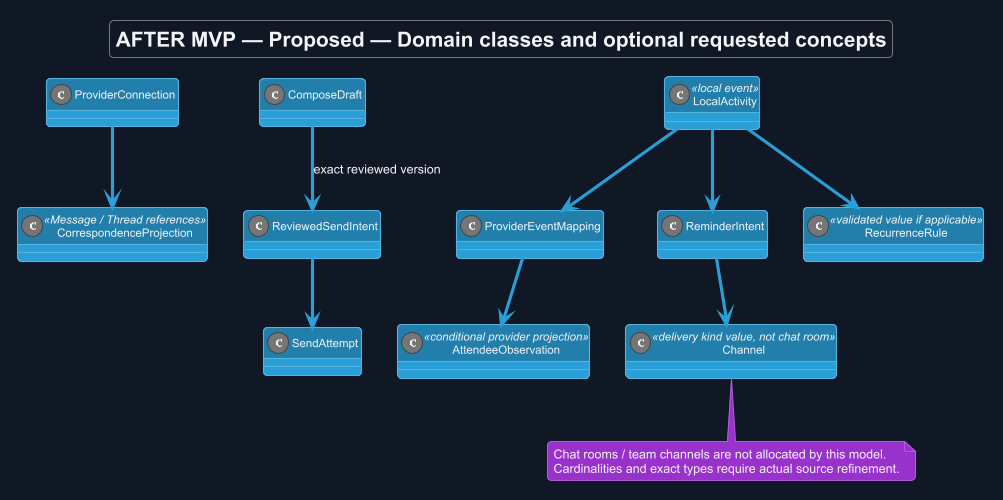 AFTER MVP — Proposed — Domain classes and optional requested concepts
C ProviderConnection
C ComposeDraft
C «local event»
LocalActivity
exact reviewed version
C «Message / Thread references»
CorrespondenceProjection
C ReviewedSendIntent
C ProviderEventMapping
C ReminderIntent
C «validated value if applicable»
RecurrenceRule
C SendAttempt
C «conditional provider projection»
AttendeeObservation
C «delivery kind value, not chat room»
Channel
Chat rooms / team channels are not allocated by this model.
Cardinalities and exact types require actual source refinement.